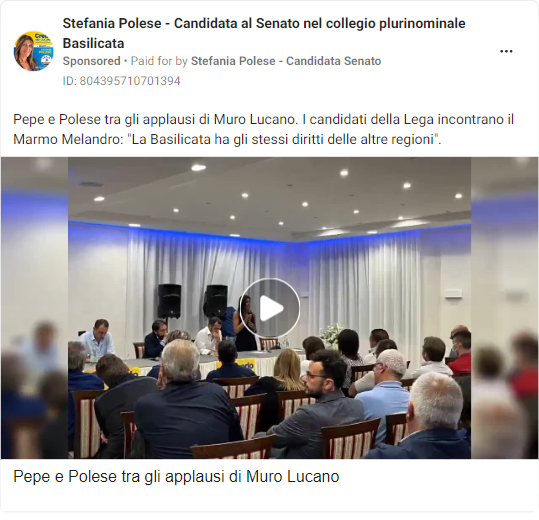 Stefania Polese - Candidata al Senato nel collegio plurinominale
Basilicata
Sponsored • Paid for by Stefania Polese - Candidata Senato
ID: 804395710701394
Pepe e Polese tra gli applausi di Muro Lucano. I candidati della Lega incontrano il
Marmo Melandro: "La Basilicata ha gli stessi diritti delle altre regioni".
Pepe e Polese tra gli applausi di Muro Lucano